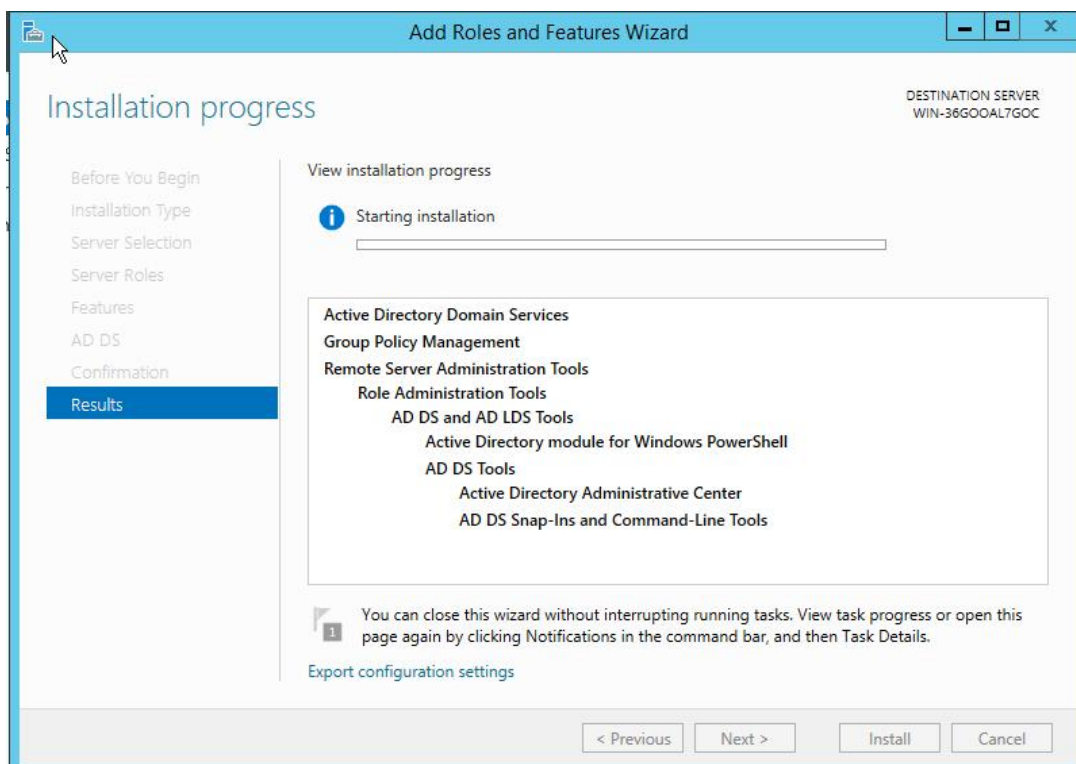 Add Roles and Features Wizard
Installation progress
DESTINATION SERVER
WIN-36GOOAL7GOC
Before You Begin
Installation Type
Server Selection
Server Roles
Features
AD DS
Confirmation
Results
View installation progress
Starting installation
Active Directory Domain Services
Group Policy Management
Remote Server Administration Tools
Role Administration Tools
AD DS and AD LDS Tools
Active Directory module for Windows PowerShell
AD DS Tools
Active Directory Administrative Center
AD DS Snap-Ins and Command-Line Tools
1
You can close this wizard without interrupting running tasks. View task progress or open this
page again by clicking Notifications in the command bar, and then Task Details.
Export configuration settings
< Previous
Next >
Install
Cancel